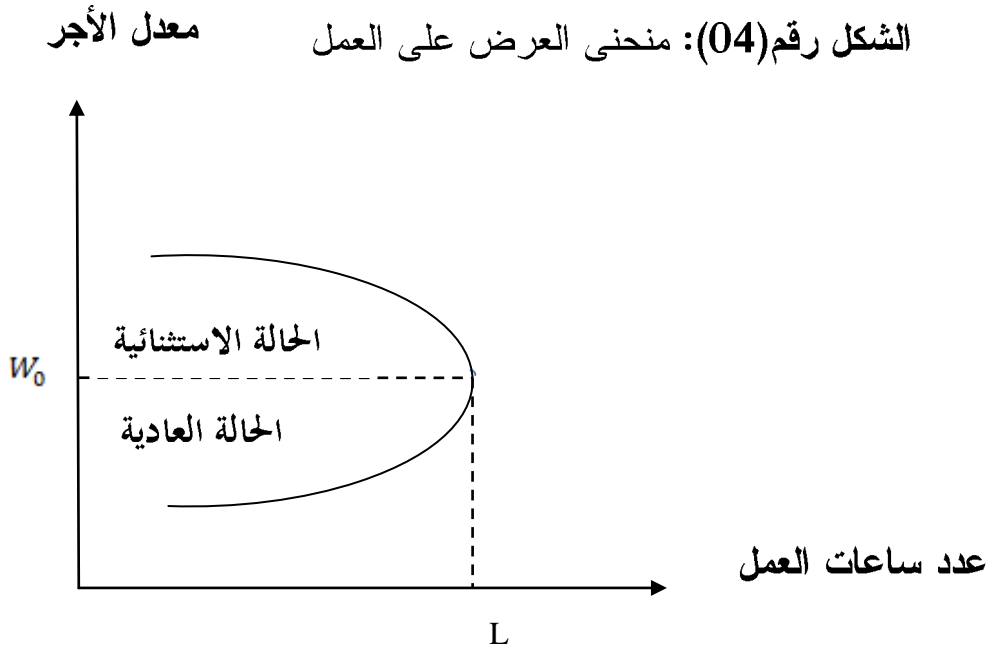 الشكل رقم(04): منحنى العرض على العمل
معدل الأجر
الحالة الاستثنائية
W₀
الحالة العادية
عدد ساعات العمل
L